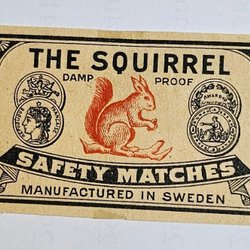 THE SQUIRREL
DAMP PROOF
SAFETY MATCHES
MANUFACTURED IN SWEDEN